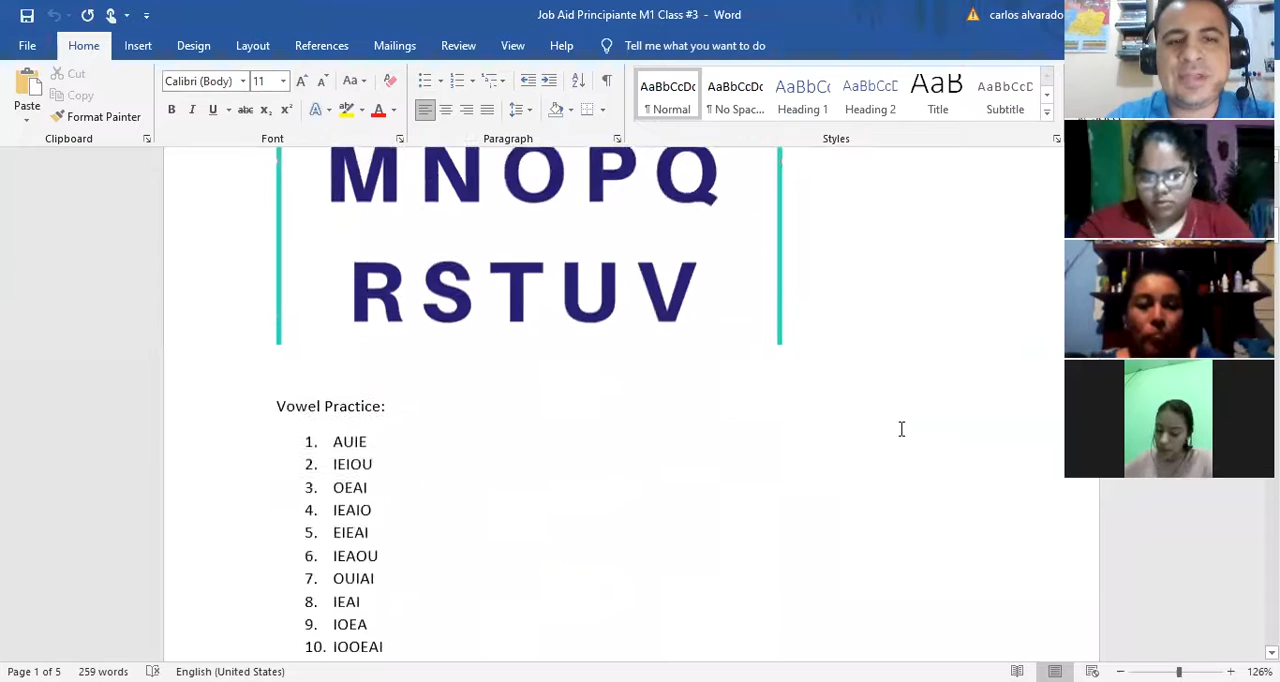 Job Aid Principiante M1 Class #3 - Word
carlos alvarado
File Home Insert Design Layout References Mailings Review View Help Tell me what you want to do
Paste
Cut
Copy
Format Painter
Clipboard
Calibri (Body) 11
B I U abc X₂ X²
Font
Paragraph
AaBbCcDc AaBbCcDc AaBbCc AaBbCcD AaB AaBbCcD
¶ Normal ¶ No Spac... Heading 1 Heading 2 Title Subtitle
Styles
M N O P Q
R S T U V
Vowel Practice:
1. AUIE
2. IEIOU
3. OEAI
4. IEAIO
5. EIEAI
6. IEAOU
7. OUIAI
8. IEAI
9. IOEA
10. IOOEAI
Page 1 of 5 259 words English (United States) 126%